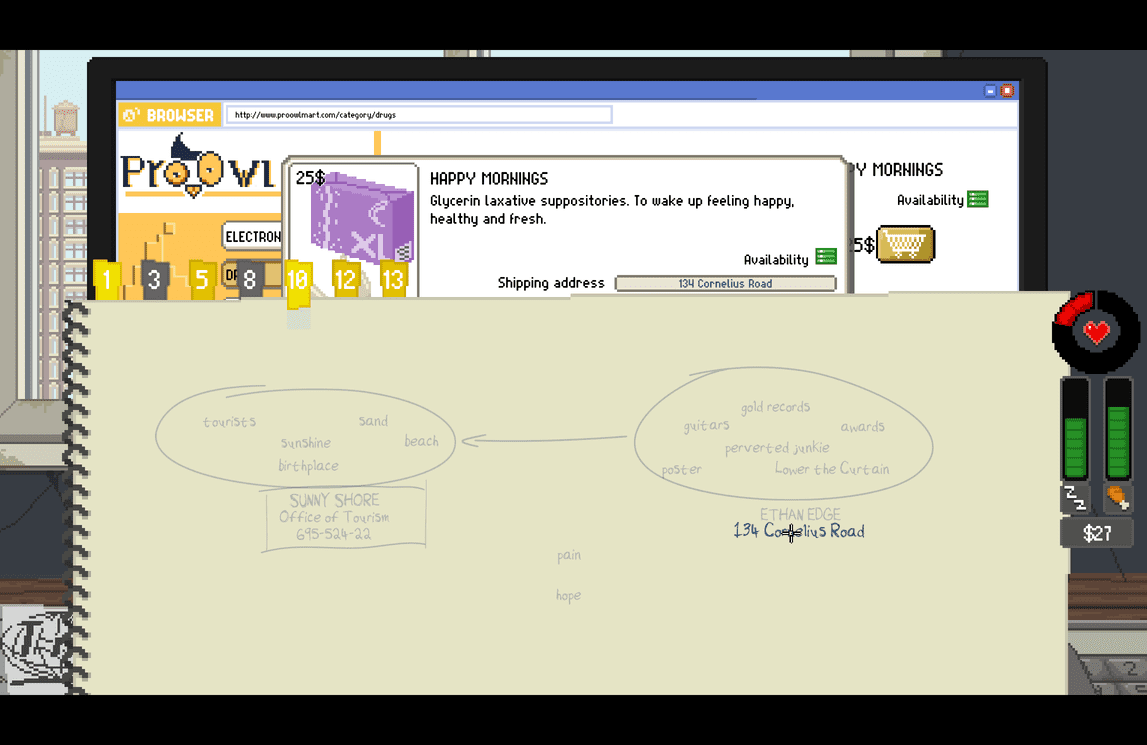 BROWSER
http://www.proowlmart.com/category/drugs
PrOOwl
25$
XL
HAPPY MORNINGS
Glycerin laxative suppositories. To wake up feeling happy,
healthy and fresh.
Availability
Shipping address
134 Cornelius Road
Y MORNINGS
Availability
5$
ELECTRON
1
3
5
8
10
12
13
tourists
sand
sunshine
beach
birthplace
SUNNY SHORE
Office of Tourism
695-524-22
gold records
guitars
awards
perverted junkie
poster
Lower the Curtain
ETHAN EDGE
134 Cornelius Road
pain
hope
$27